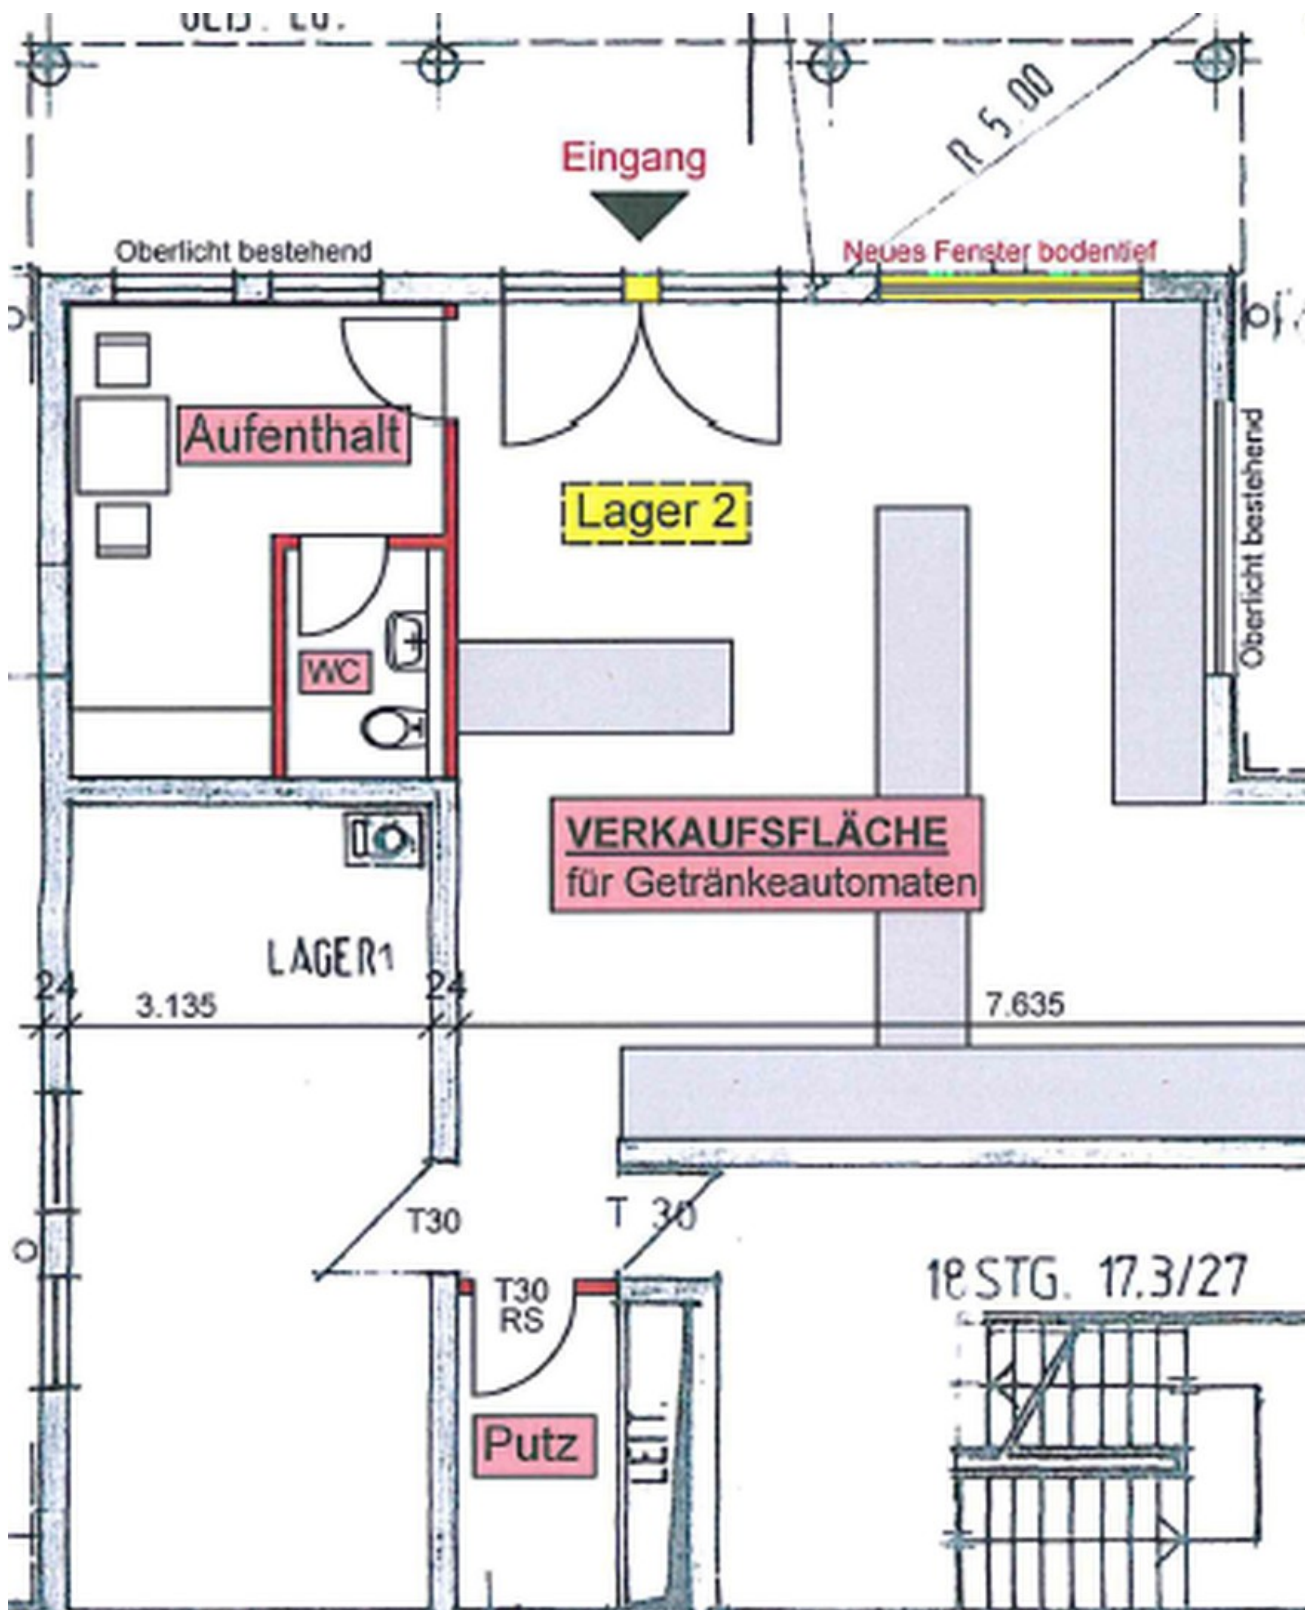 R 5.00
Eingang
Oberlicht bestehend
Neues Fenster bodentief
Aufenthalt
Lager 2
Oberlicht bestehend
WC
VERKAUFSFLÄCHE
für Getränkeautomaten
LAGER1
24
3.135
24
7.635
T30
T 30
T30
RS
18 STG. 17.3/27
Putz
LEIT.